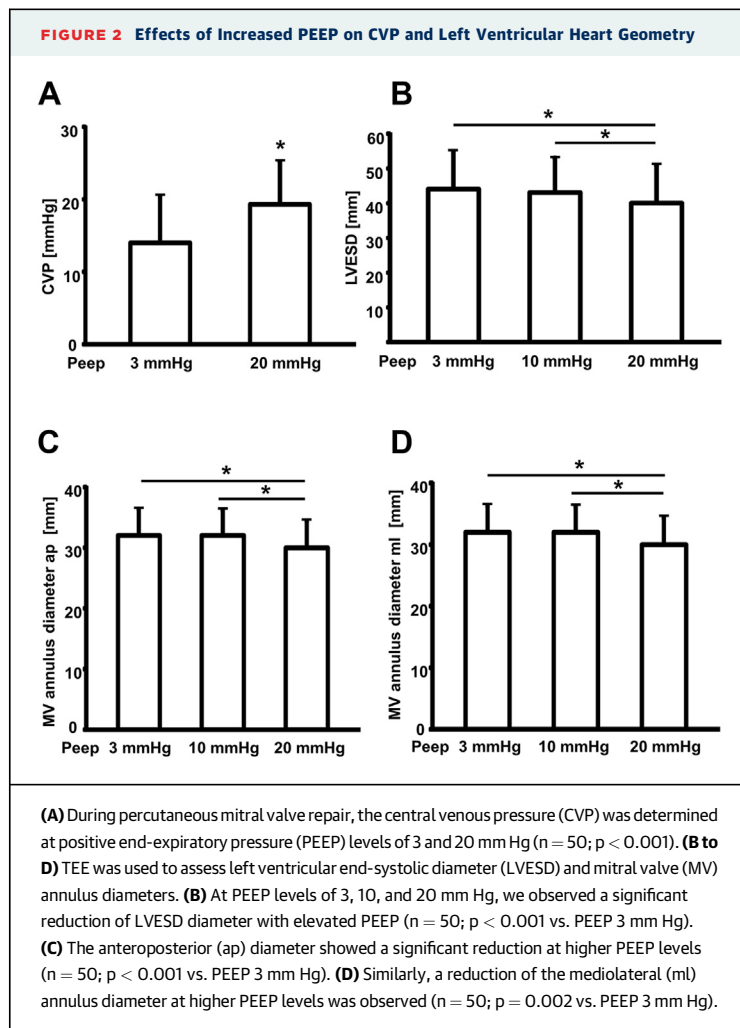 FIGURE 2 Effects of Increased PEEP on CVP and Left Ventricular Heart Geometry
A
30
20
10
0
CVP [mmHg]
*
Peep 3 mmHg 20 mmHg
B
60
50
40
30
20
10
LVESD [mm]
*
*
Peep 3 mmHg 10 mmHg 20 mmHg
C
40
30
20
10
0
MV annulus diameter ap [mm]
*
*
Peep 3 mmHg 10 mmHg 20 mmHg
D
40
30
20
10
0
MV annulus diameter ml [mm]
*
*
Peep 3 mmHg 10 mmHg 20 mmHg
(A) During percutaneous mitral valve repair, the central venous pressure (CVP) was determined
at positive end-expiratory pressure (PEEP) levels of 3 and 20 mm Hg (n = 50; p < 0.001). (B to
D) TEE was used to assess left ventricular end-systolic diameter (LVESD) and mitral valve (MV)
annulus diameters. (B) At PEEP levels of 3, 10, and 20 mm Hg, we observed a significant
reduction of LVESD diameter with elevated PEEP (n = 50; p < 0.001 vs. PEEP 3 mm Hg).
(C) The anteroposterior (ap) diameter showed a significant reduction at higher PEEP levels
(n = 50; p < 0.001 vs. PEEP 3 mm Hg). (D) Similarly, a reduction of the mediolateral (ml)
annulus diameter at higher PEEP levels was observed (n = 50; p = 0.002 vs. PEEP 3 mm Hg).